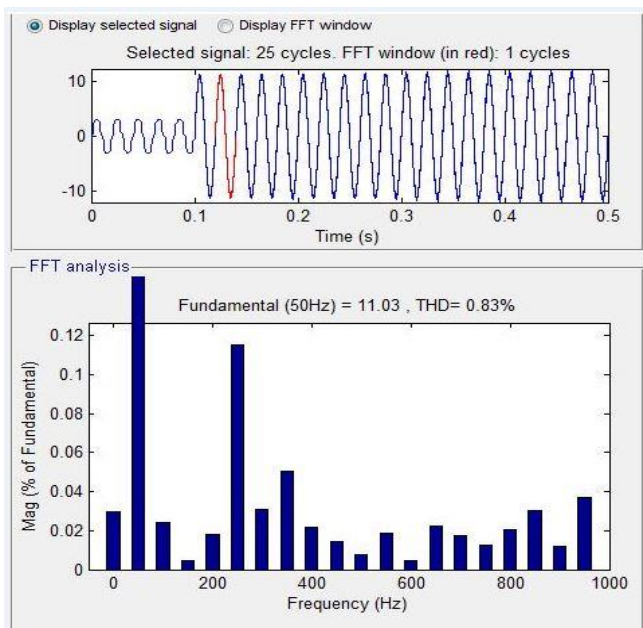 Display selected signal Display FFT window
Selected signal: 25 cycles. FFT window (in red): 1 cycles
10
0
-10
0 0.1 0.2 0.3 0.4 0.5
Time (s)
FFT analysis
Fundamental (50Hz) = 11.03 , THD= 0.83%
0.12
0.1
0.08
0.06
0.04
0.02
0
Mag (% of Fundamental)
0 200 400 600 800 1000
Frequency (Hz)